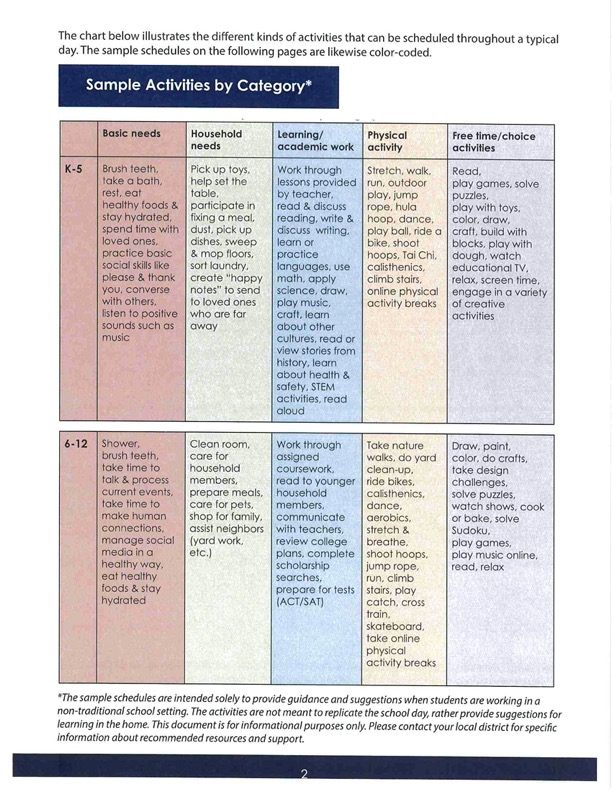 The chart below illustrates the different kinds of activities that can be scheduled throughout a typical
day. The sample schedules on the following pages are likewise color-coded.
Sample Activities by Category*
Basic needs
Household
needs
Learning/
academic work
Physical
activity
Free time/choice
activities
K-5
Brush teeth,
take a bath,
rest, eat
healthy foods &
stay hydrated,
spend time with
loved ones,
practice basic
social skills like
please & thank
you, converse
with others,
listen to positive
sounds such as
music
Pick up toys,
help set the
table,
participate in
fixing a meal,
dust, pick up
dishes, sweep
& mop floors,
sort laundry,
create "happy
notes" to send
to loved ones
who are far
away
Work through
lessons provided
by teacher,
read & discuss
reading, write &
discuss writing,
learn or
practice
languages, use
math, apply
science, draw,
play music,
craft, learn
about other
cultures, read or
view stories from
history, learn
about health &
safety, STEM
activities, read
aloud
Stretch, walk,
run, outdoor
play, jump
rope, hula
hoop, dance,
play ball, ride a
bike, shoot
hoops, Tai Chi,
calisthenics,
climb stairs,
online physical
activity breaks
Read,
play games, solve
puzzles,
play with toys,
color, draw,
craft, build with
blocks, play with
dough, watch
educational TV,
relax, screen time,
engage in a variety
of creative
activities
6-12
Shower,
brush teeth,
take time to
talk & process
current events,
take time to
make human
connections,
manage social
media in a
healthy way,
eat healthy
foods & stay
hydrated
Clean room,
care for
household
members,
prepare meals,
care for pets,
shop for family,
assist neighbors
(yard work,
etc.)
Work through
assigned
coursework,
read to younger
household
members,
communicate
with teachers,
review college
plans, complete
scholarship
searches,
prepare for tests
(ACT/SAT)
Take nature
walks, do yard
clean-up,
ride bikes,
calisthenics,
dance,
aerobics,
stretch &
breathe,
shoot hoops,
jump rope,
run, climb
stairs, play
catch, cross
train,
skateboard,
take online
physical
activity breaks
Draw, paint,
color, do crafts,
take design
challenges,
solve puzzles,
watch shows, cook
or bake, solve
Sudoku,
play games,
play music online,
read, relax
*The sample schedules are intended solely to provide guidance and suggestions when students are working in a
non-traditional school setting. The activities are not meant to replicate the school day, rather provide suggestions for
learning in the home. This document is for informational purposes only. Please contact your local district for specific
information about recommended resources and support.
2